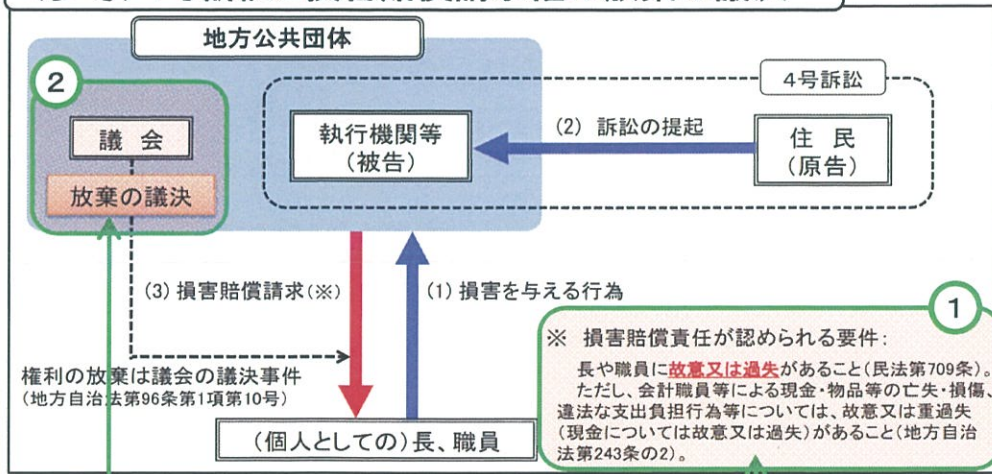 地方公共団体
2
4号訴訟
議 会
執行機関等
(被告)
(2) 訴訟の提起
住 民
(原告)
放棄の議決
(3) 損害賠償請求(※)
(1) 損害を与える行為
1
※ 損害賠償責任が認められる要件:
長や職員に故意又は過失があること(民法第709条)。
ただし、会計職員等による現金・物品等の亡失・損傷、
違法な支出負担行為等については、故意又は重過失
(現金については故意又は過失)があること(地方自治
法第243条の2)。
権利の放棄は議会の議決事件
(地方自治法第96条第1項第10号)
(個人としての)長、職員